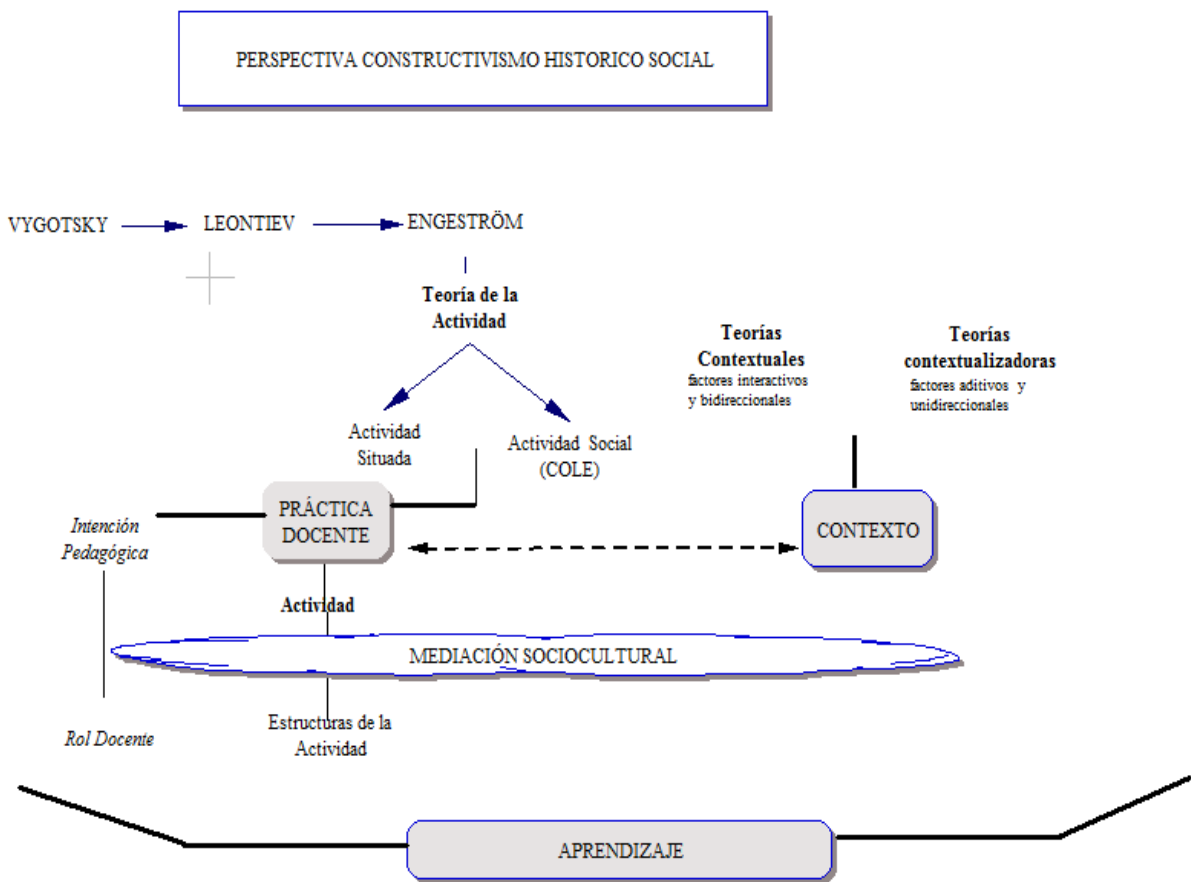 PERSPECTIVA CONSTRUCTIVISMO HISTORICO SOCIAL
VYGOTSKY
LEONTIEV
ENGESTRÖM
Teoría de la
Actividad
Teorías
Contextuales
factores interactivos
y bidireccionales
Teorías
contextualizadoras
factores aditivos y
unidireccionales
Actividad
Situada
Actividad Social
(COLE)
PRÁCTICA
DOCENTE
CONTEXTO
Intención
Pedagógica
Actividad
MEDIACIÓN SOCIOCULTURAL
Rol Docente
Estructuras de la
Actividad
APRENDIZAJE